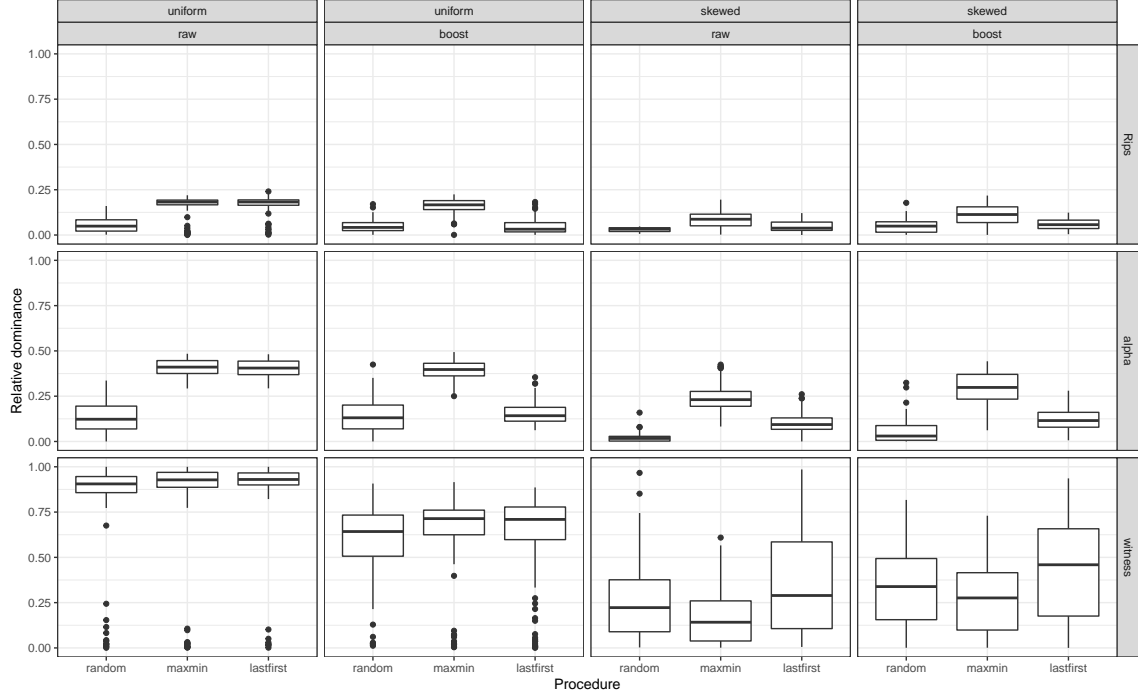 uniform uniform skewed skewed
raw boost raw boost
1.00
0.75
0.50
0.25
0.00
Rips
1.00
0.75
0.50
0.25
0.00
alpha
1.00
0.75
0.50
0.25
0.00
witness
Relative dominance
random maxmin lastfirst random maxmin lastfirst random maxmin lastfirst random maxmin lastfirst
Procedure